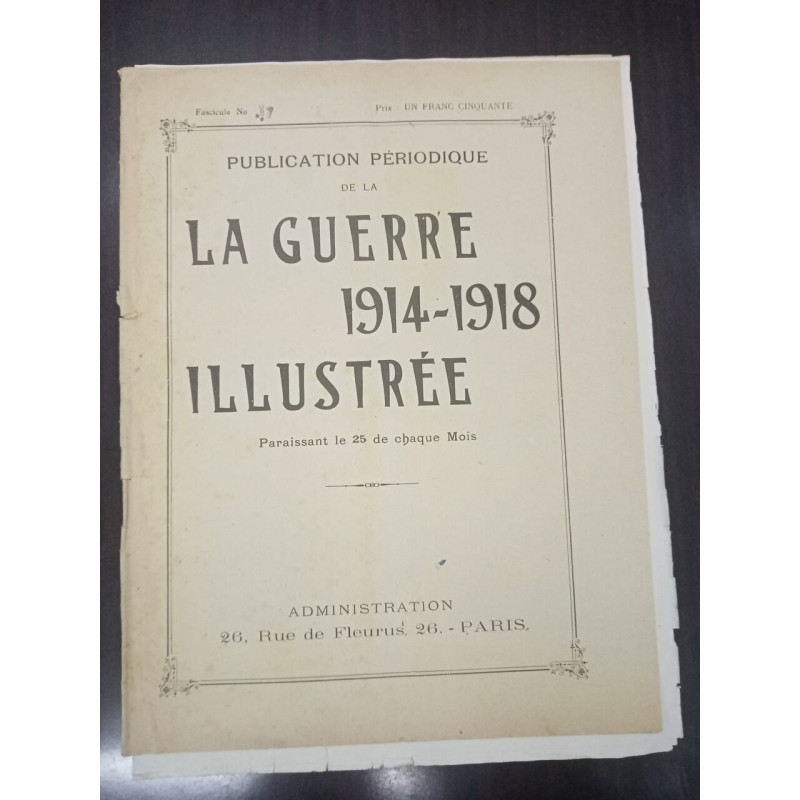 Fascicule No
Prix : UN FRANC CINQUANTE
PUBLICATION PÉRIODIQUE
DE LA
LA GUERRE
1914-1918
ILLUSTRÉE
Paraissant le 25 de chaque Mois
ADMINISTRATION
26, Rue de Fleurus, 26. - PARIS.